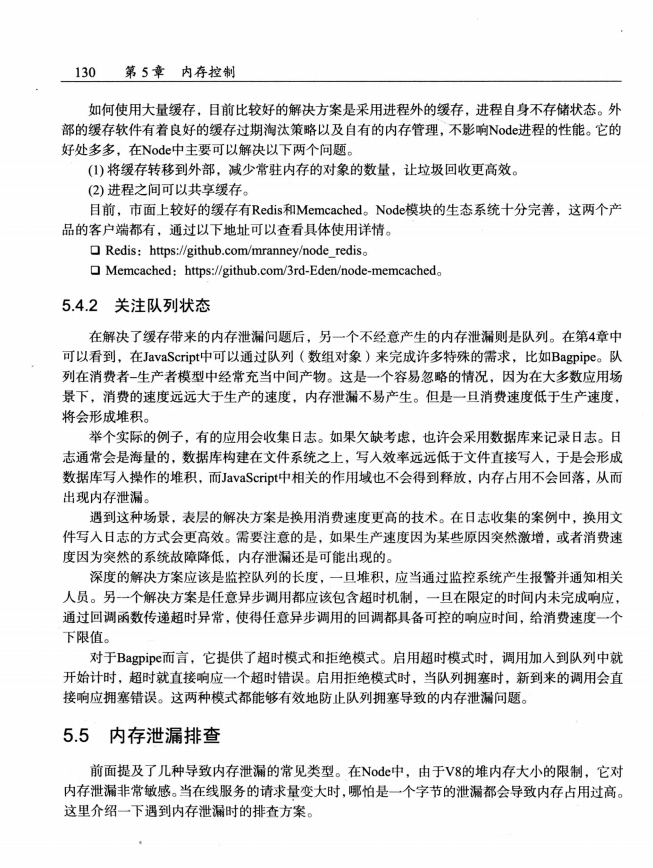 130 第5章 内存控制
如何使用大量缓存，目前比较好的解决方案是采用进程外的缓存，进程自身不存储状态。外
部的缓存软件有着良好的缓存过期淘汰策略以及自有的内存管理，不影响Node进程的性能。它的
好处多多，在Node中主要可以解决以下两个问题。
(1) 将缓存转移到外部，减少常驻内存的对象的数量，让垃圾回收更高效。
(2) 进程之间可以共享缓存。
目前，市面上较好的缓存有Redis和Memcached。Node模块的生态系统十分完善，这两个产
品的客户端都有，通过以下地址可以查看具体使用详情。
❑ Redis：https://github.com/mranney/node_redis。
❑ Memcached：https://github.com/3rd-Eden/node-memcached。
5.4.2 关注队列状态
在解决了缓存带来的内存泄漏问题后，另一个不经意产生的内存泄漏则是队列。在第4章中
可以看到，在JavaScript中可以通过队列（数组对象）来完成许多特殊的需求，比如Bagpipe。队
列在消费者–生产者模型中经常充当中间产物。这是一个容易忽略的情况，因为在大多数应用场
景下，消费的速度远远大于生产的速度，内存泄漏不易产生。但是一旦消费速度低于生产速度，
将会形成堆积。
举个实际的例子，有的应用会收集日志。如果欠缺考虑，也许会采用数据库来记录日志。日
志通常会是海量的，数据库构建在文件系统之上，写入效率远远低于文件直接写入，于是会形成
数据库写入操作的堆积，而JavaScript中相关的作用域也不会得到释放，内存占用不会回落，从而
出现内存泄漏。
遇到这种场景，表层的解决方案是换用消费速度更高的技术。在日志收集的案例中，换用文
件写入日志的方式会更高效。需要注意的是，如果生产速度因为某些原因突然激增，或者消费速
度因为突然的系统故障降低，内存泄漏还是可能出现的。
深度的解决方案应该是监控队列的长度，一旦堆积，应当通过监控系统产生报警并通知相关
人员。另一个解决方案是任意异步调用都应该包含超时机制，一旦在限定的时间内未完成响应，
通过回调函数传递超时异常，使得任意异步调用的回调都具备可控的响应时间，给消费速度一个
下限值。
对于Bagpipe而言，它提供了超时模式和拒绝模式。启用超时模式时，调用加入到队列中就
开始计时，超时就直接响应一个超时错误。启用拒绝模式时，当队列拥塞时，新到来的调用会直
接响应拥塞错误。这两种模式都能够有效地防止队列拥塞导致的内存泄漏问题。
5.5 内存泄漏排查
前面提及了几种导致内存泄漏的常见类型。在Node中，由于V8的堆内存大小的限制，它对
内存泄漏非常敏感。当在线服务的请求量变大时，哪怕是一个字节的泄漏都会导致内存占用过高。
这里介绍一下遇到内存泄漏时的排查方案。